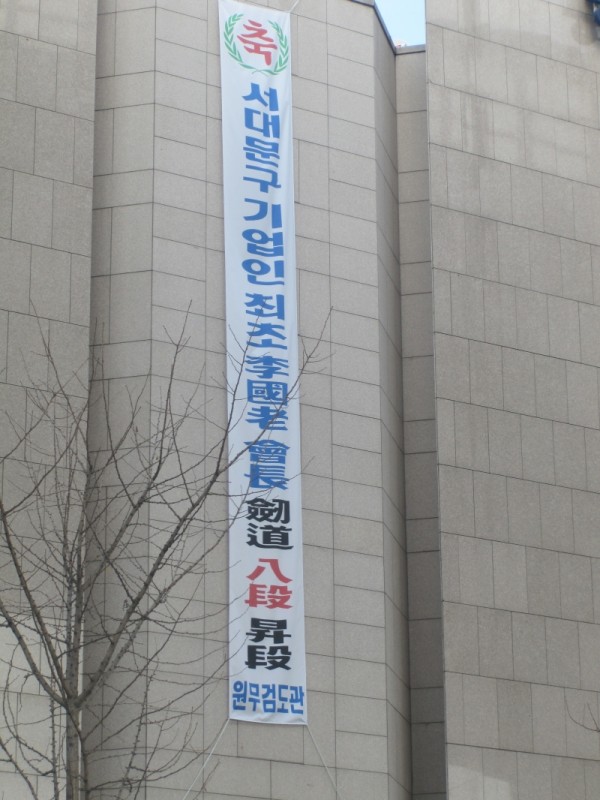 축
서대문구 기업인 최초 李國老 會長 劒道 八段 昇段
원무검도관